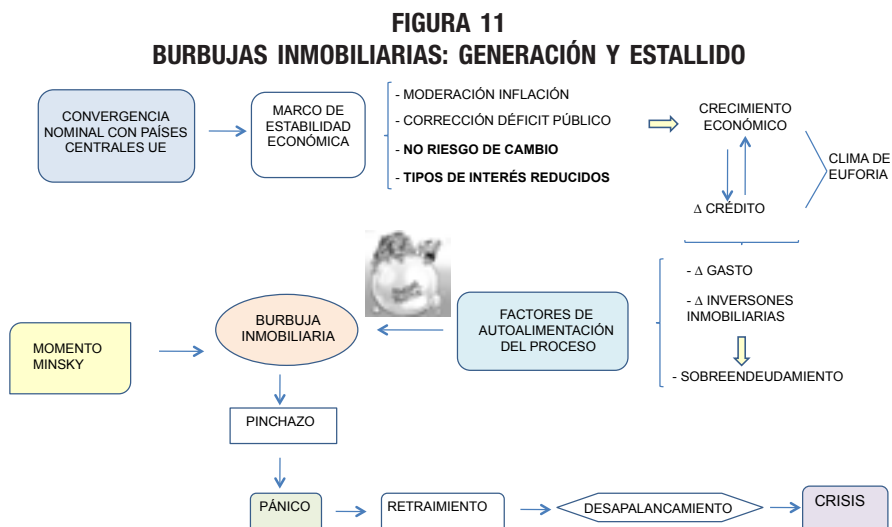 FIGURA 11
BURBUJAS INMOBILIARIAS: GENERACIÓN Y ESTALLIDO
CONVERGENCIA
NOMINAL CON PAÍSES
CENTRALES UE
MARCO DE
ESTABILIDAD
ECONÓMICA
- MODERACIÓN INFLACIÓN
- CORRECCIÓN DÉFICIT PÚBLICO
- NO RIESGO DE CAMBIO
- TIPOS DE INTERÉS REDUCIDOS
CRECIMIENTO
ECONÓMICO
Δ CRÉDITO
CLIMA DE
EUFORIA
- Δ GASTO
- Δ INVERSONES
INMOBILIARIAS
- SOBREENDEUDAMIENTO
FACTORES DE
AUTOALIMENTACIÓN
DEL PROCESO
BURBUJA
INMOBILIARIA
MOMENTO
MINSKY
PINCHAZO
PÁNICO
RETRAIMIENTO
DESAPALANCAMIENTO
CRISIS